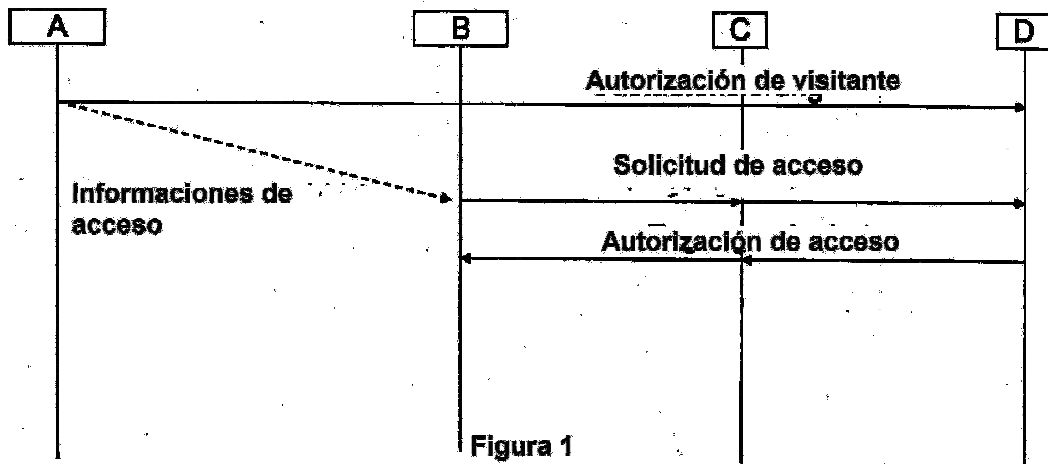 A
B
C
D
Autorización de visitante
Solicitud de acceso
Informaciones de
acceso
Autorización de acceso
Figura 1